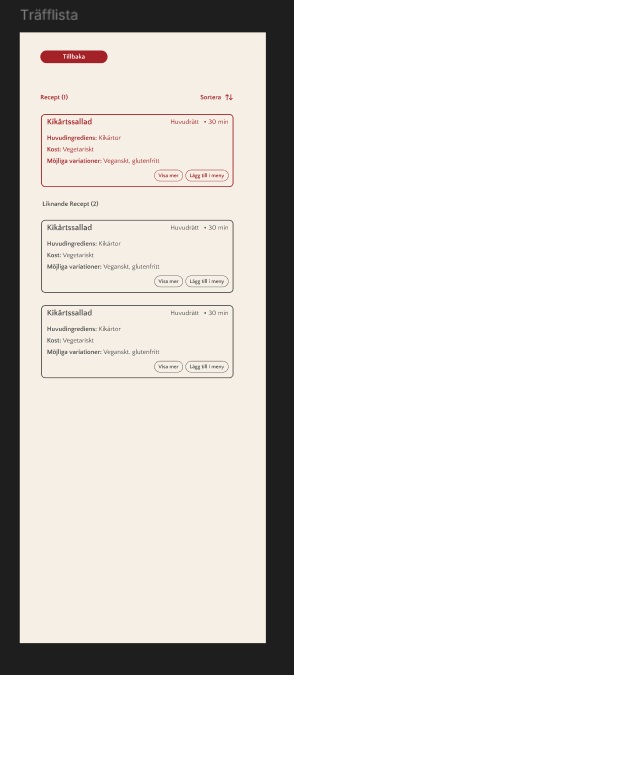 Träfflista
Tillbaka
Recept (1)
Sortera
Kikärtssallad
Huvudrätt • 30 min
Huvudingrediens: Kikärtor
Kost: Vegetariskt
Möjliga variationer: Veganskt, glutenfritt
Visa mer
Lägg till i meny
Liknande Recept (2)
Kikärtssallad
Huvudrätt • 30 min
Huvudingrediens: Kikärtor
Kost: Vegetariskt
Möjliga variationer: Veganskt, glutenfritt
Visa mer
Lägg till i meny
Kikärtssallad
Huvudrätt • 30 min
Huvudingrediens: Kikärtor
Kost: Vegetariskt
Möjliga variationer: Veganskt, glutenfritt
Visa mer
Lägg till i meny